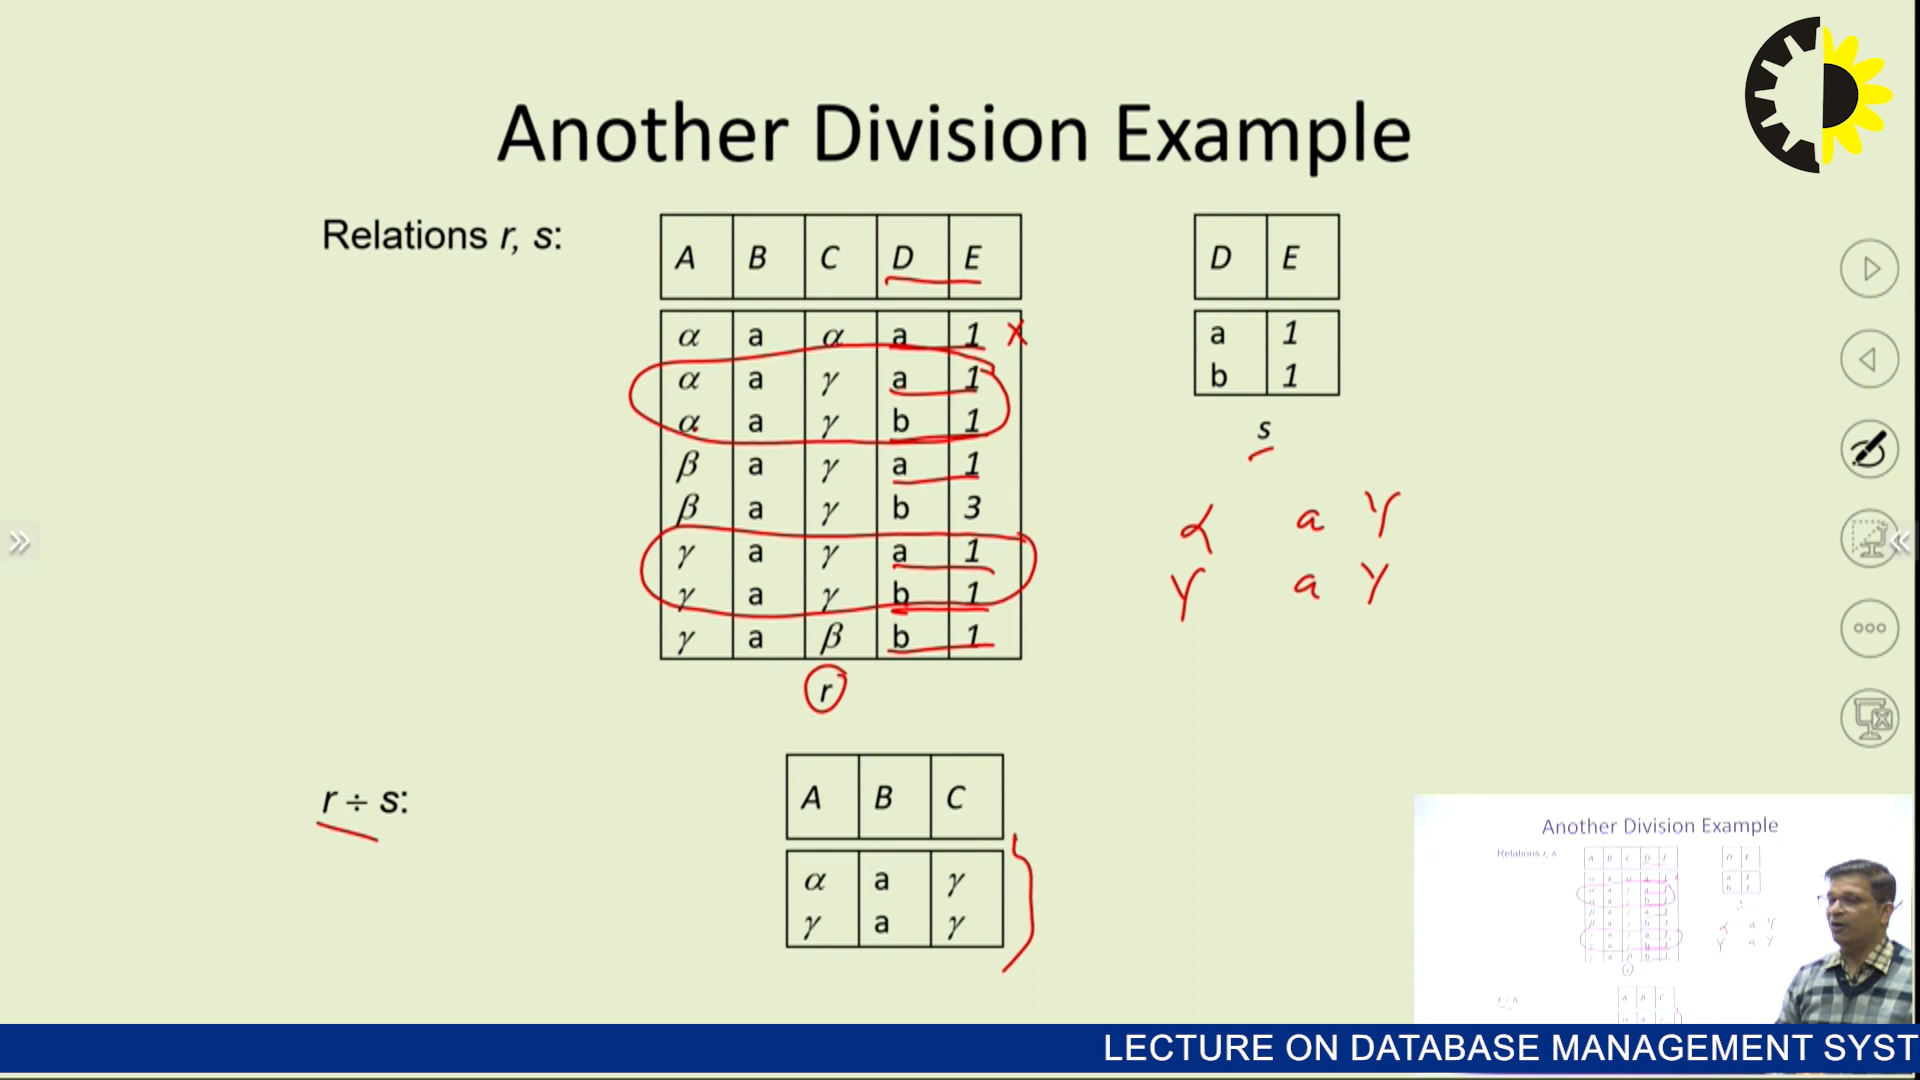 Another Division Example
Relations r, s:
A B C D E
α a α a 1 x
α a γ a 1
α a γ b 1
β a γ a 1
β a γ b 3
γ a γ a 1
γ a γ b 1
γ a β b 1
r
D E
a 1
b 1
s
α a γ
γ a γ
r ÷ s:
A B C
α a γ
γ a γ
Another Division Example
Relations r, s
LECTURE ON DATABASE MANAGEMENT SYST